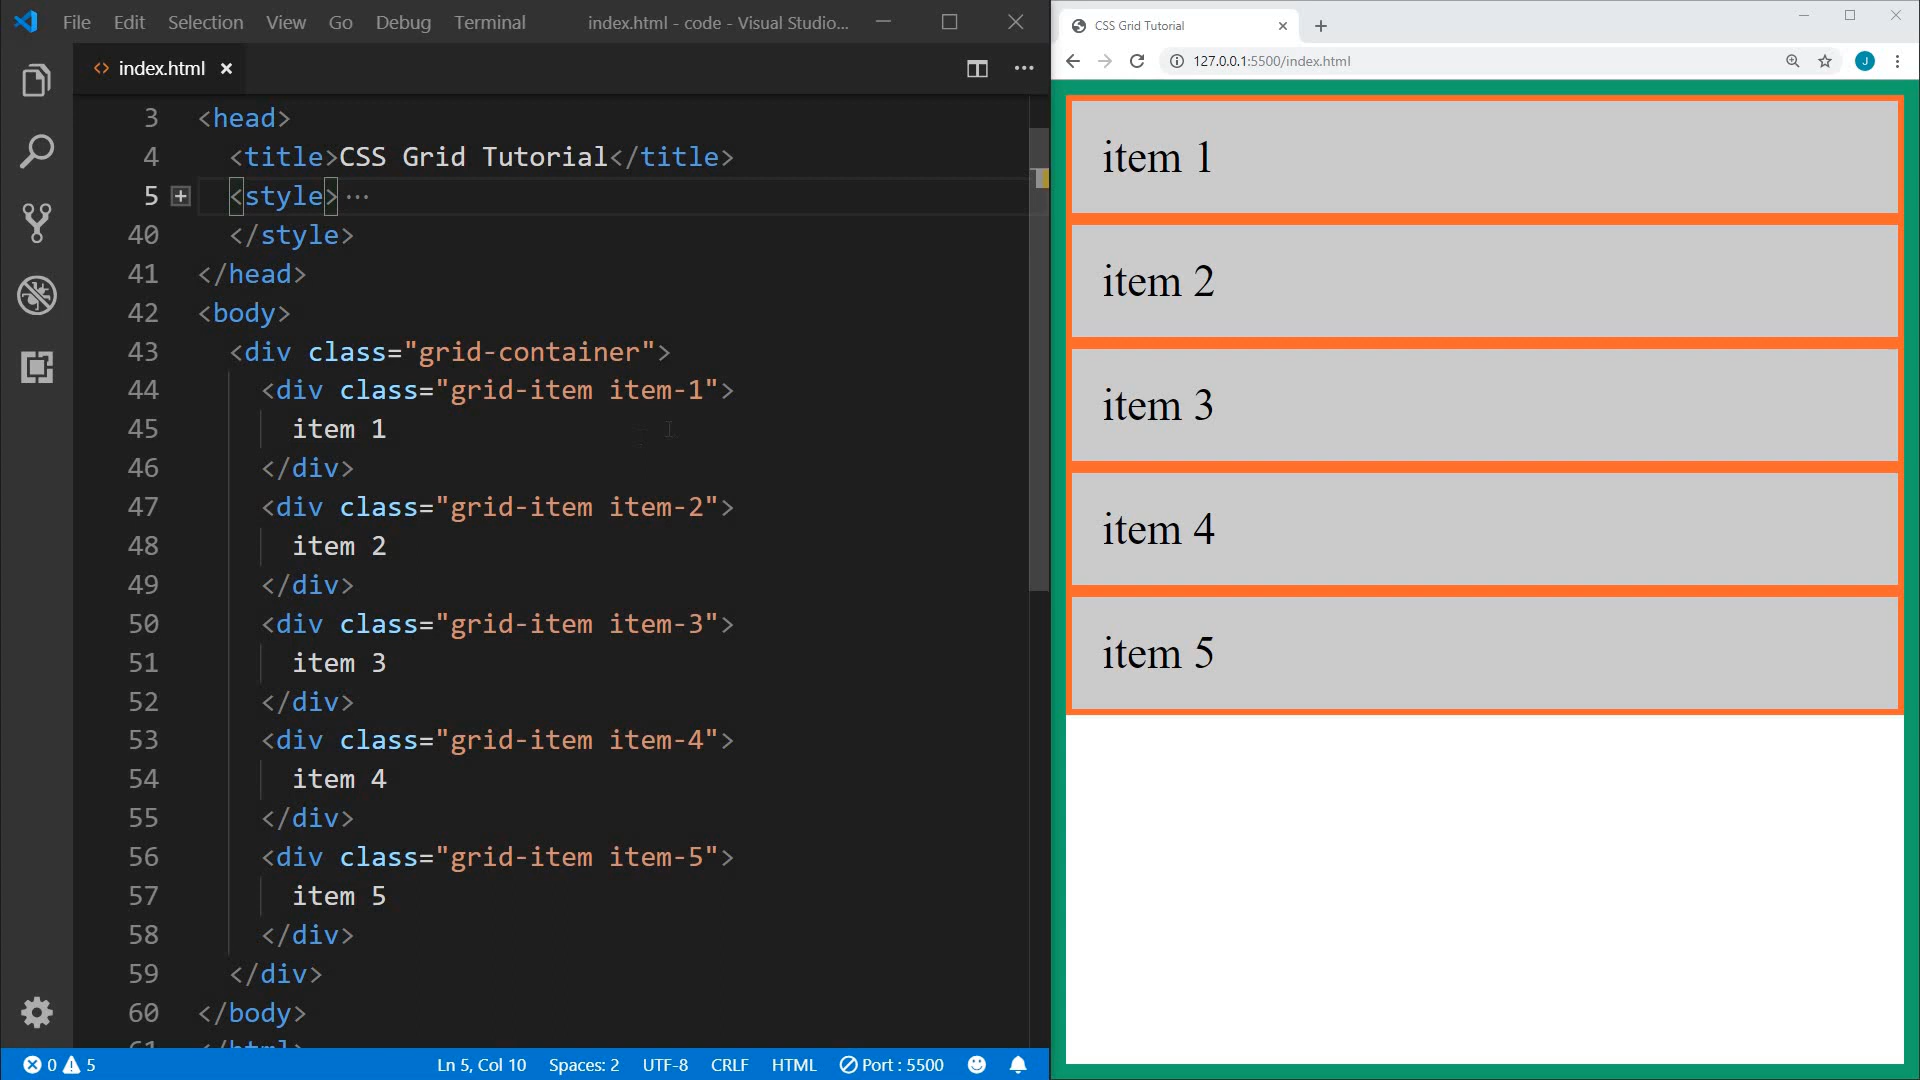 File Edit Selection View Go Debug Terminal index.html - code - Visual Studio...
index.html
3 <head>
4 <title>CSS Grid Tutorial</title>
5 <style>...
40 </style>
41 </head>
42 <body>
43 <div class="grid-container">
44 <div class="grid-item item-1">
45 item 1
46 </div>
47 <div class="grid-item item-2">
48 item 2
49 </div>
50 <div class="grid-item item-3">
51 item 3
52 </div>
53 <div class="grid-item item-4">
54 item 4
55 </div>
56 <div class="grid-item item-5">
57 item 5
58 </div>
59 </div>
60 </body>
61 </html>
0 5 Ln 5, Col 10 Spaces: 2 UTF-8 CRLF HTML Port : 5500
CSS Grid Tutorial
127.0.0.1:5500/index.html J
item 1
item 2
item 3
item 4
item 5